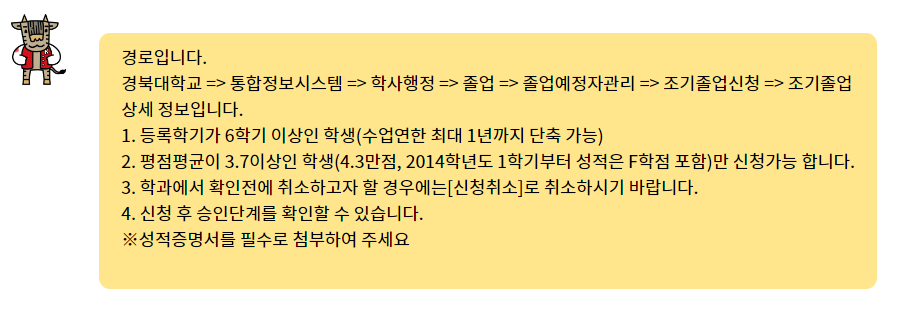 경로입니다.
경북대학교 => 통합정보시스템 => 학사행정 => 졸업 => 졸업예정자관리 => 조기졸업신청 => 조기졸업
상세 정보입니다.
1. 등록학기가 6학기 이상인 학생(수업연한 최대 1년까지 단축 가능)
2. 평점평균이 3.7이상인 학생(4.3만점, 2014학년도 1학기부터 성적은 F학점 포함)만 신청가능 합니다.
3. 학과에서 확인전에 취소하고자 할 경우에는[신청취소]로 취소하시기 바랍니다.
4. 신청 후 승인단계를 확인할 수 있습니다.
※성적증명서를 필수로 첨부하여 주세요